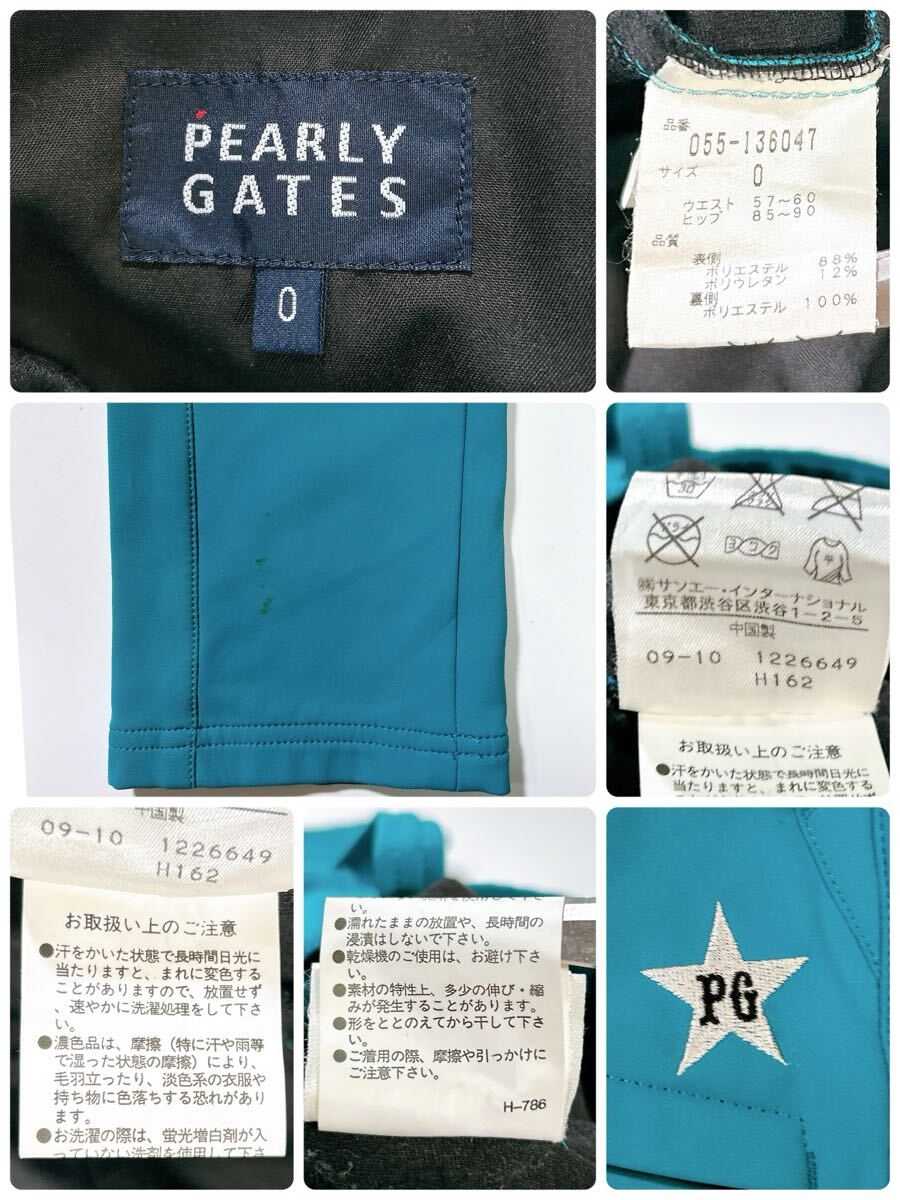 PEARLY
GATES
0
品番
055-136047
サイズ 0
ウエスト 57〜60
ヒップ 85〜90
品質
表側
ポリエステル 88%
ポリウレタン 12%
裏側
ポリエステル 100%
30
ドライ
ヨワク
平
㈱サンエー・インターナショナル
東京都渋谷区渋谷1-2-5
中国製
09-10 1226649
H162
お取扱い上のご注意
●汗をかいた状態で長時間日光に
当たりますと、まれに変色する
中国製
09-10 1226649
H162
お取扱い上のご注意
●汗をかいた状態で長時間日光に
当たりますと、まれに変色する
ことがありますので、放置せず
、速やかに洗濯処理をして下さ
い。
●濃色品は、摩擦（特に汗や雨等
で湿った状態の摩擦）により、
毛羽立ったり、淡色系の衣服や
持ち物に色落ちする恐れがあり
ます。
●お洗濯の際は、蛍光増白剤が入
っていない洗剤を使用して下さ
い。
●濡れたままの放置や、長時間の
浸漬はしないで下さい。
●乾燥機のご使用は、お避け下さ
い。
●素材の特性上、多少の伸び・縮
みが発生することがあります。
●形をととのえてから干して下さ
い。
●ご着用の際、摩擦や引っかけに
ご注意下さい。
H-786
PG